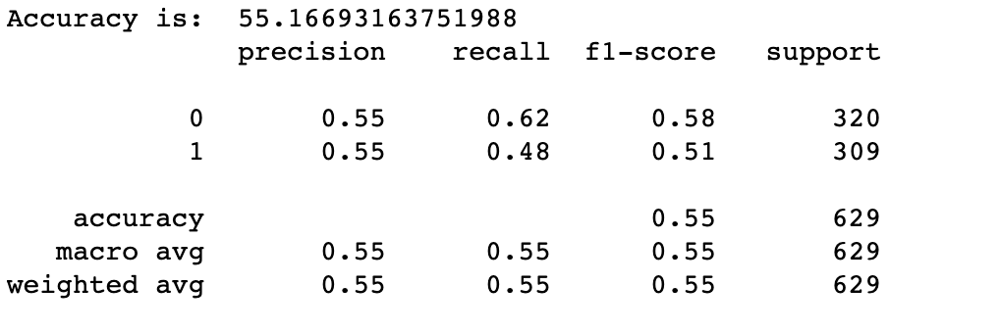 Accuracy is:  55.16693163751988
precision    recall  f1-score   support
0       0.55      0.62      0.58       320
1       0.55      0.48      0.51       309
accuracy                           0.55       629
macro avg       0.55      0.55      0.55       629
weighted avg       0.55      0.55      0.55       629